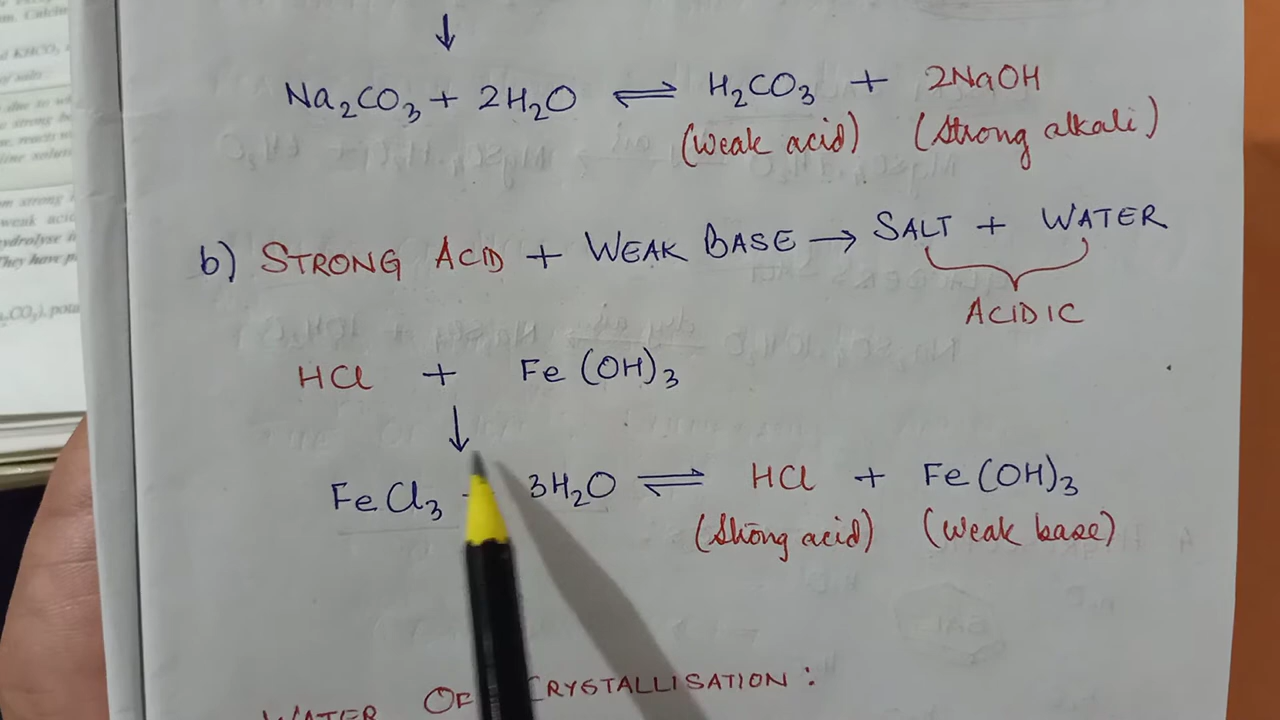 ↓
Na₂CO₃ + 2H₂O ⇌ H₂CO₃ + 2NaOH
(Weak acid) (Strong alkali)
b) STRONG ACID + WEAK BASE → SALT + WATER
ACIDIC
HCl + Fe(OH)₃
↓
FeCl₃ + 3H₂O ⇌ HCl + Fe(OH)₃
(Strong acid) (Weak base)
WATER OF CRYSTALLISATION: